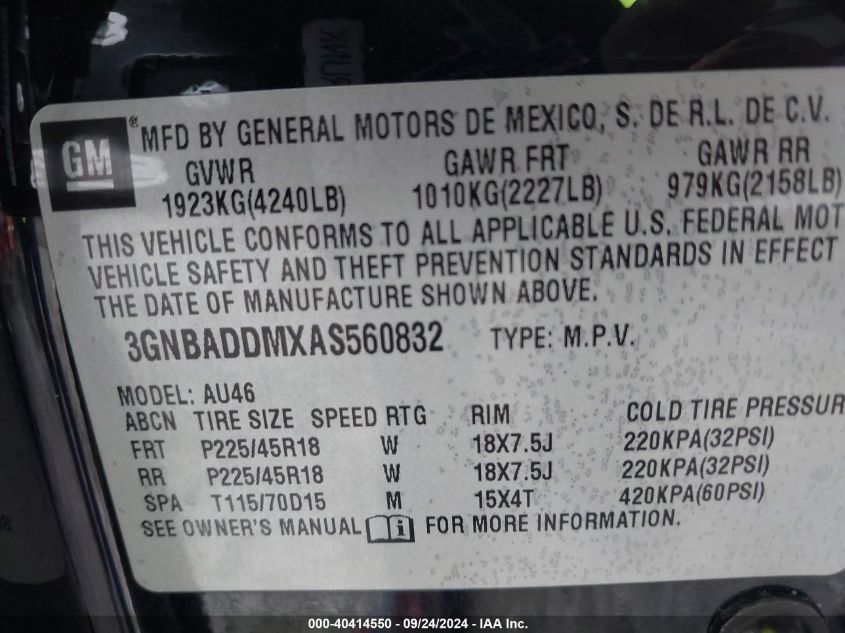 GM
®
MFD BY GENERAL MOTORS DE MEXICO, S. DE R.L. DE C.V.
GVWR GAWR FRT GAWR RR
1923KG(4240LB) 1010KG(2227LB) 979KG(2158LB)
THIS VEHICLE CONFORMS TO ALL APPLICABLE U.S. FEDERAL MOT
VEHICLE SAFETY AND THEFT PREVENTION STANDARDS IN EFFECT
THE DATE OF MANUFACTURE SHOWN ABOVE.
3GNBADDMXAS560832 TYPE: M.P.V.
MODEL: AU46
ABCN TIRE SIZE SPEED RTG RIM COLD TIRE PRESSUR
FRT P225/45R18 W 18X7.5J 220KPA(32PSI)
RR P225/45R18 W 18X7.5J 220KPA(32PSI)
SPA T115/70D15 M 15X4T 420KPA(60PSI)
SEE OWNER'S MANUAL i FOR MORE INFORMATION.
000-40414550 - 09/24/2024 - IAA Inc.